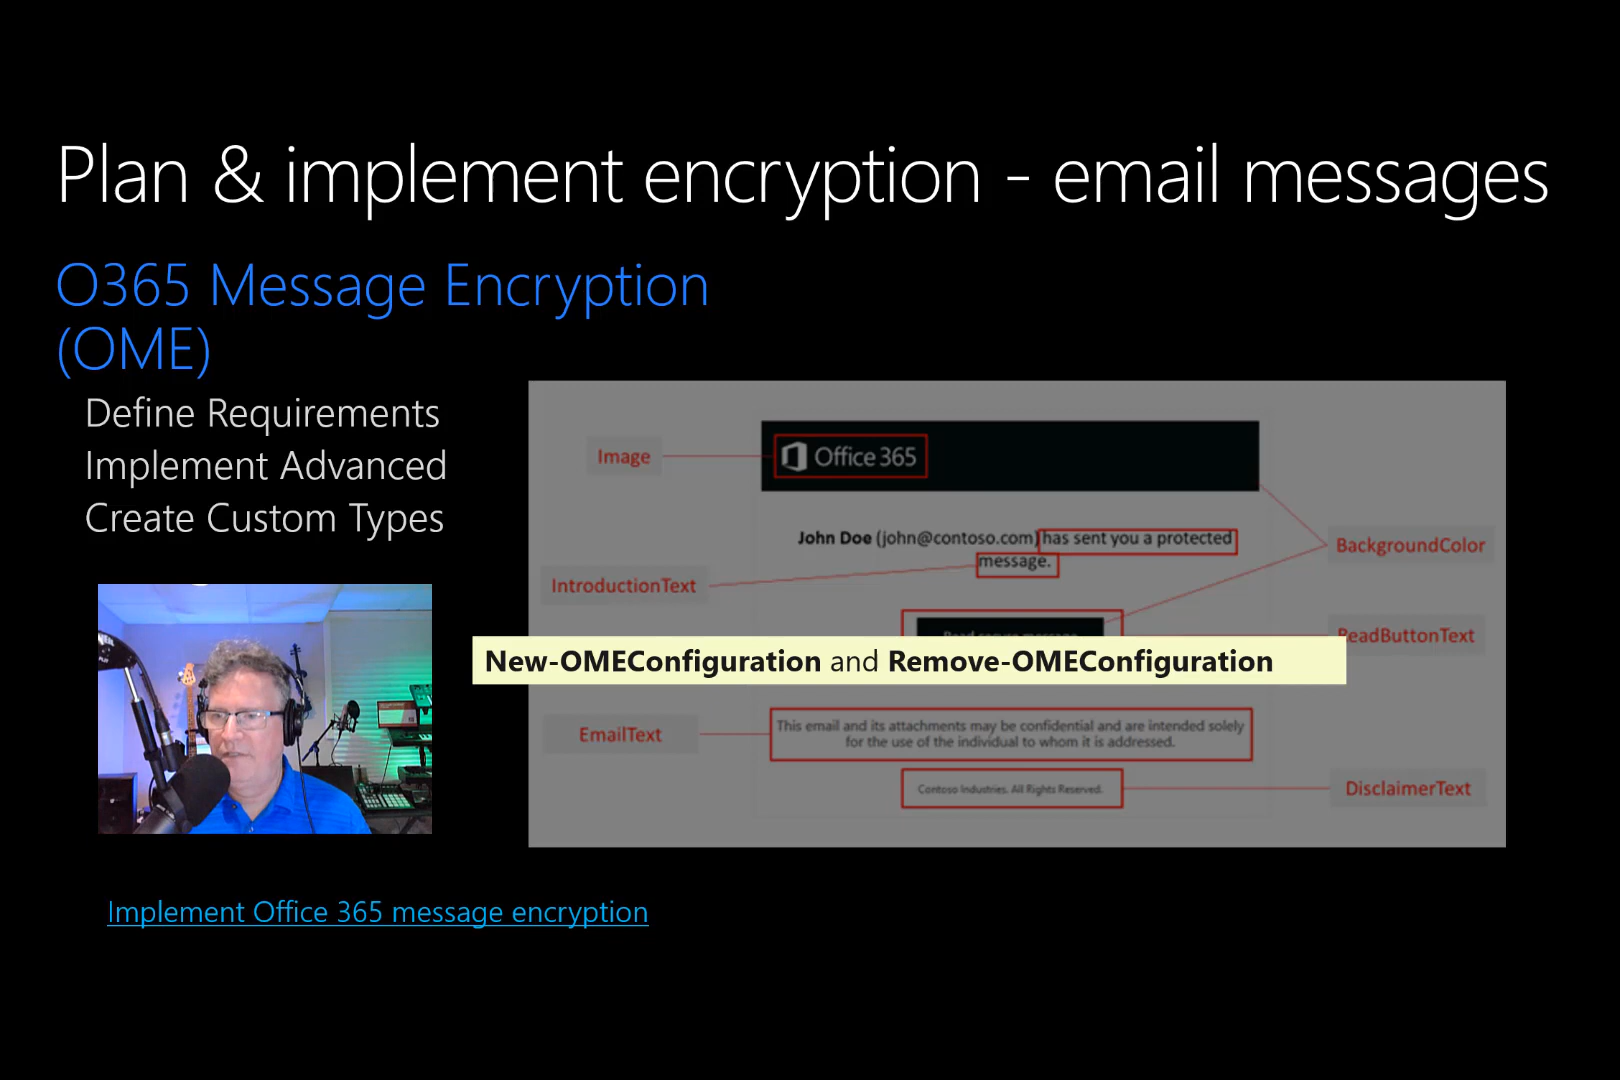 Plan & implement encryption - email messages
O365 Message Encryption
(OME)
Define Requirements
Implement Advanced
Create Custom Types
Image
Office 365
John Doe (john@contoso.com) has sent you a protected
message.
BackgroundColor
IntroductionText
Read secure message
ReadButtonText
New-OMEConfiguration and Remove-OMEConfiguration
EmailText
This email and its attachments may be confidential and are intended solely
for the use of the individual to whom it is addressed.
Contoso Industries. All Rights Reserved.
DisclaimerText
Implement Office 365 message encryption